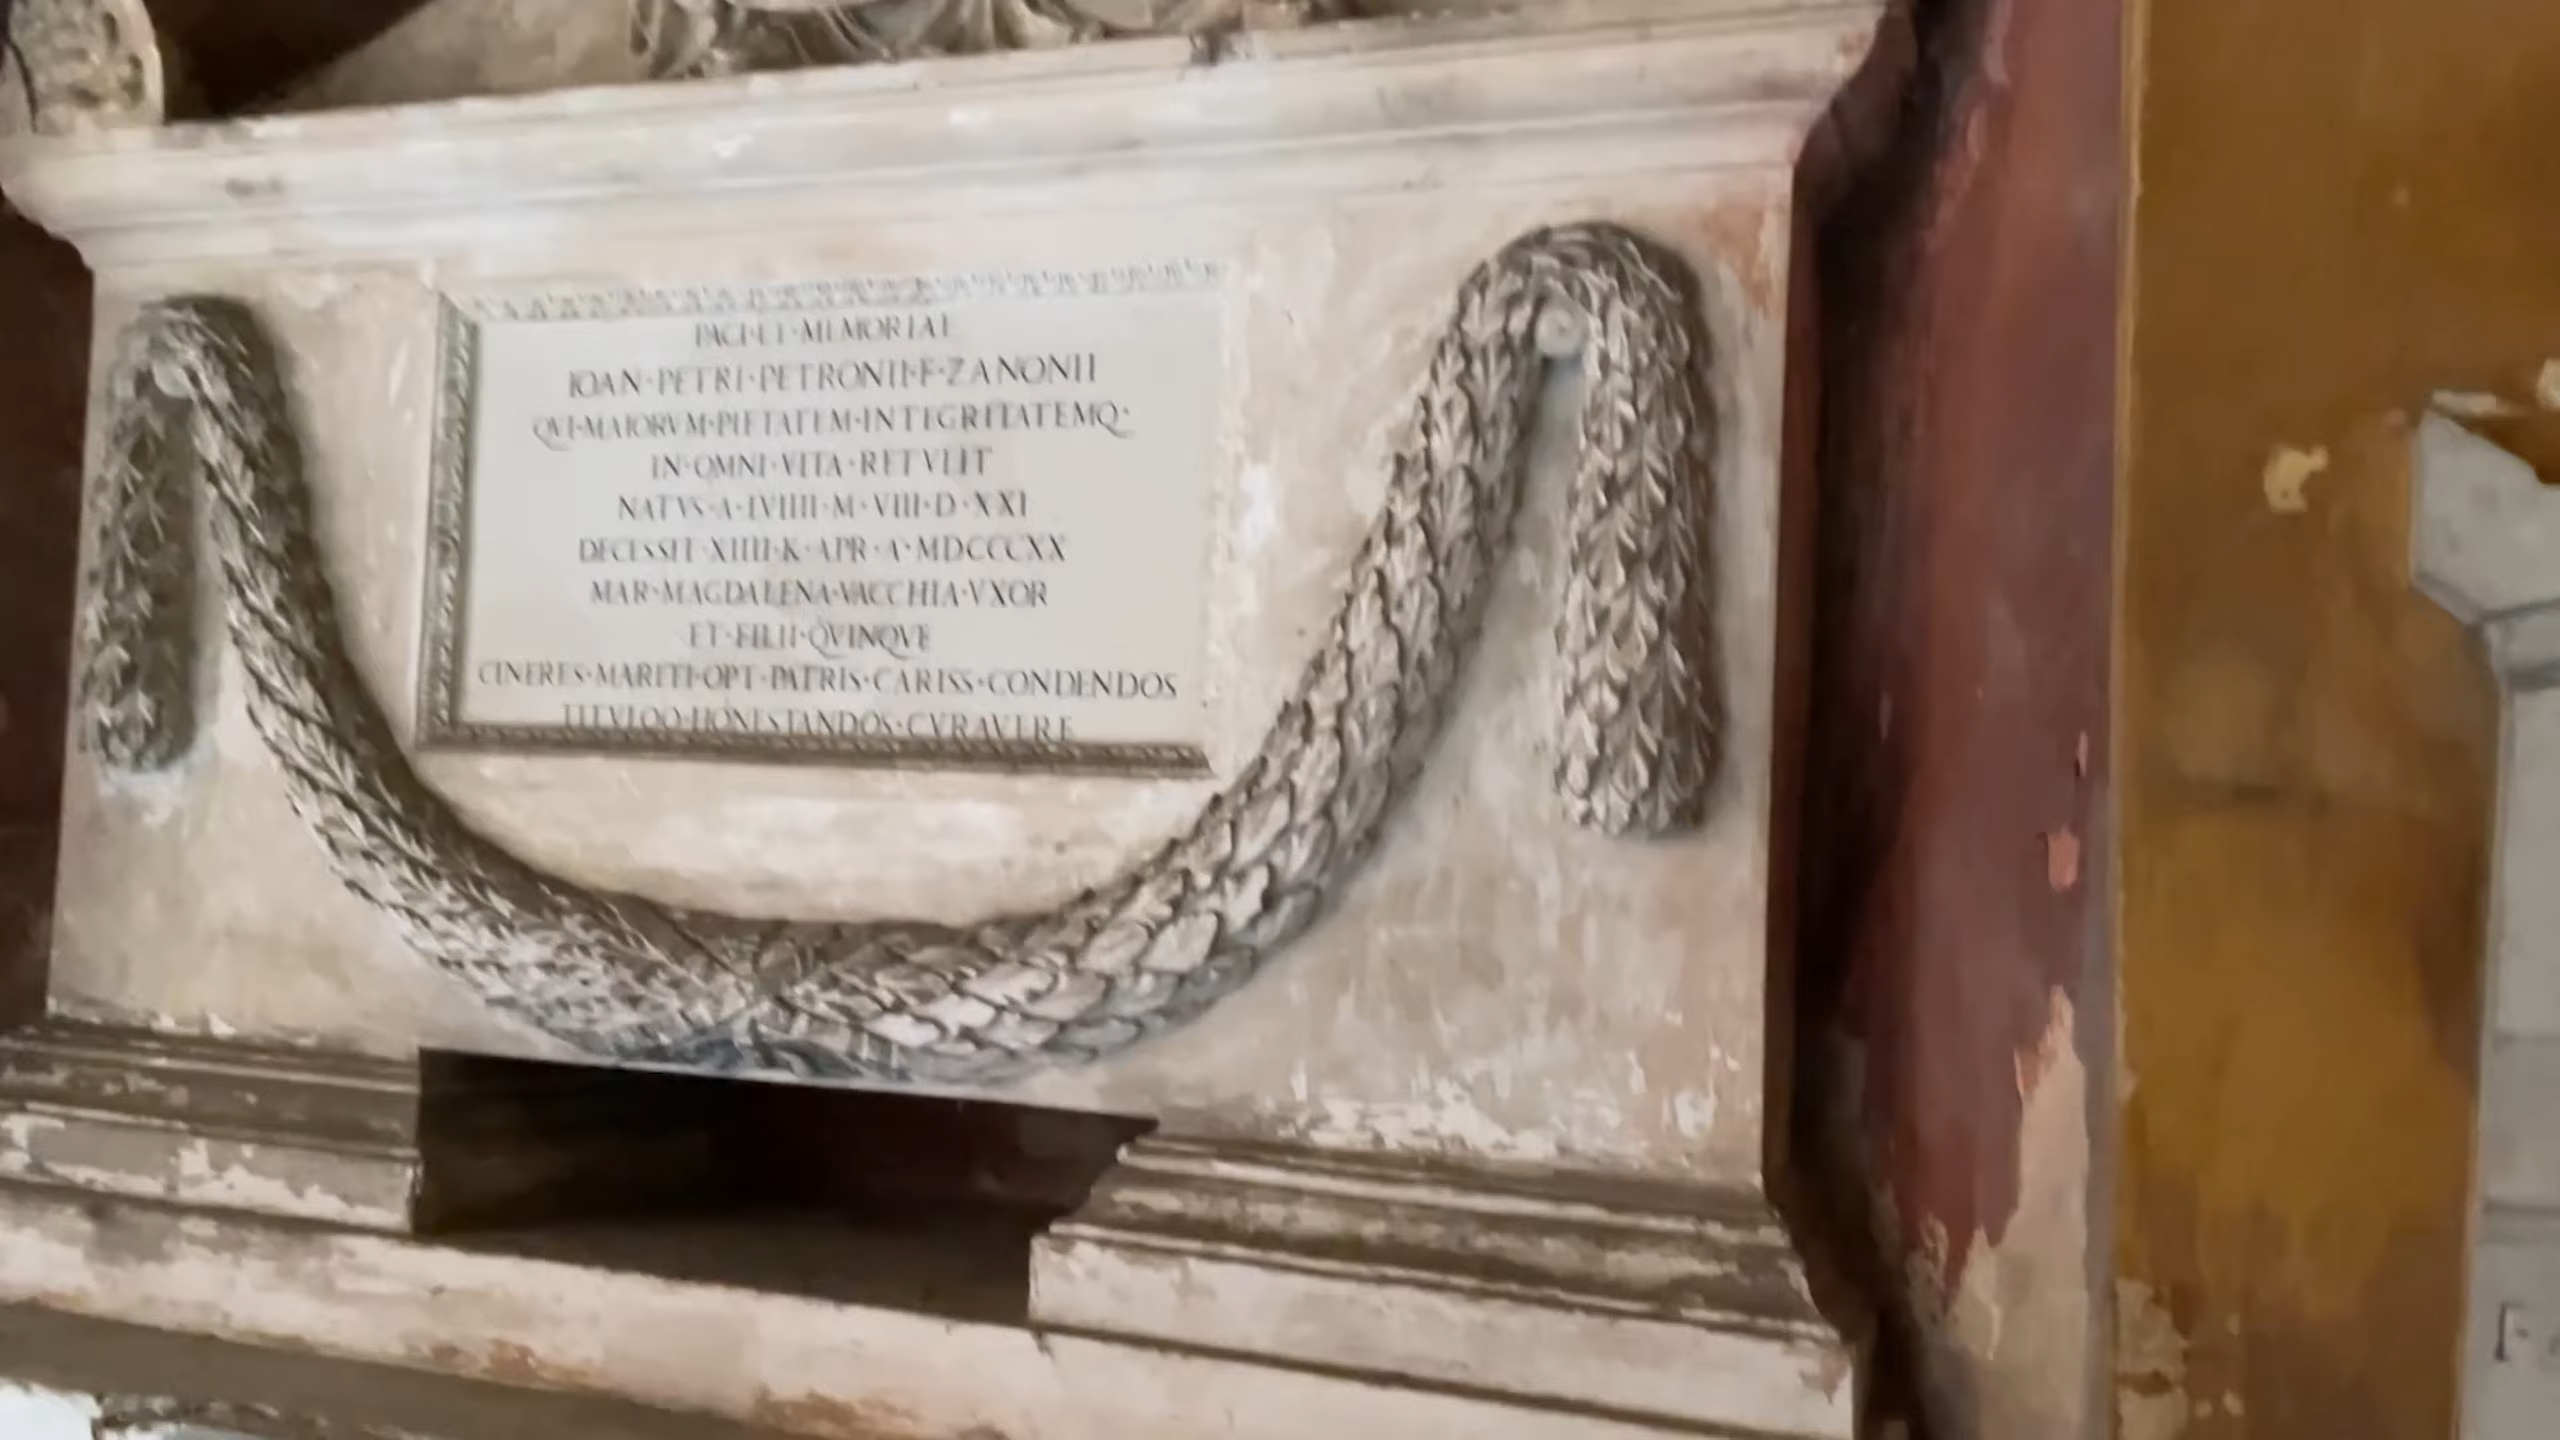 PACI·ET·MEMORIAE
IOAN·PETRI·PETRONII·F·ZANONII
QVI·MAIORVM·PIETATEM·INTEGRITATEMQ·
IN·OMNI·VITA·RETVLIT
NATVS·A·LVIIII·M·VIII·D·XXI
DECESSIT·XIIII·K·APR·A·MDCCCXX
MAR·MAGDALENA·VACCHIA·VXOR
ET·FILII·QVINQVE
CINERES·MARITI·OPT·PATRIS·CARISS·CONDENDOS
TITVLOQ·HONESTANDOS·CVRAVERE